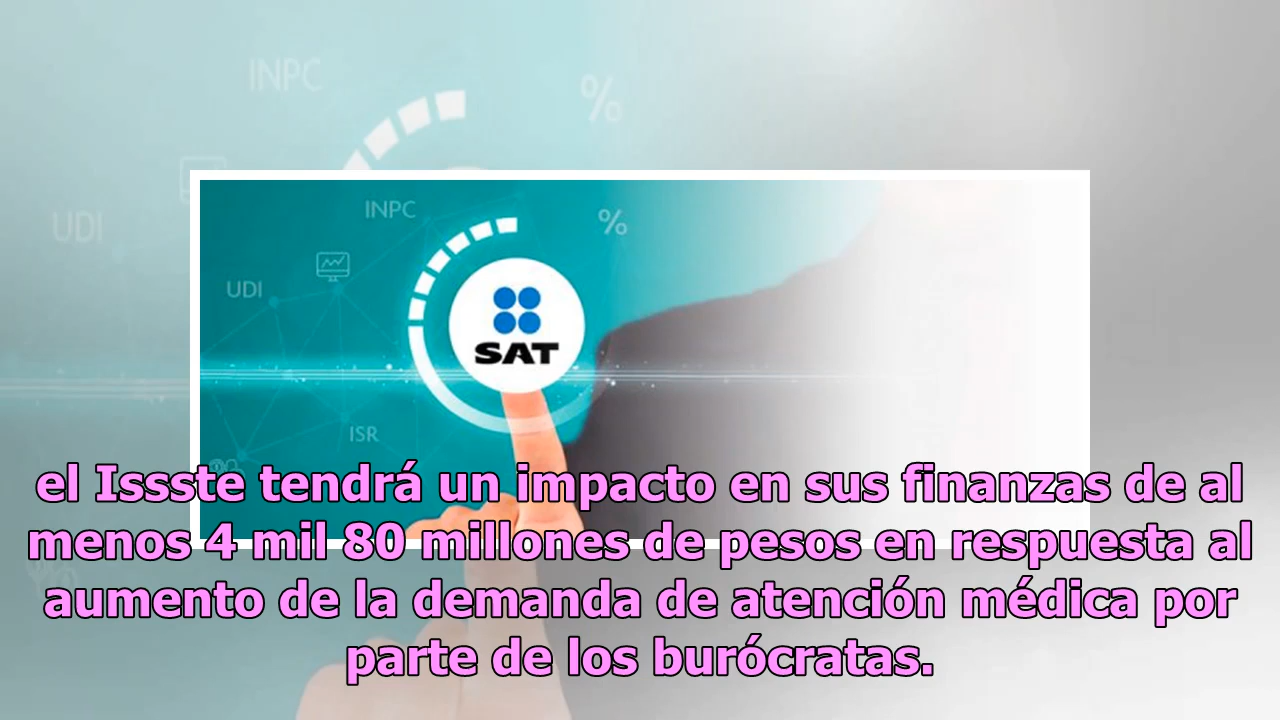 INPC
%
UDI
INPC
%
UDI
SAT
ISR
el Issste tendrá un impacto en sus finanzas de al
menos 4 mil 80 millones de pesos en respuesta al
aumento de la demanda de atención médica por
parte de los burócratas.